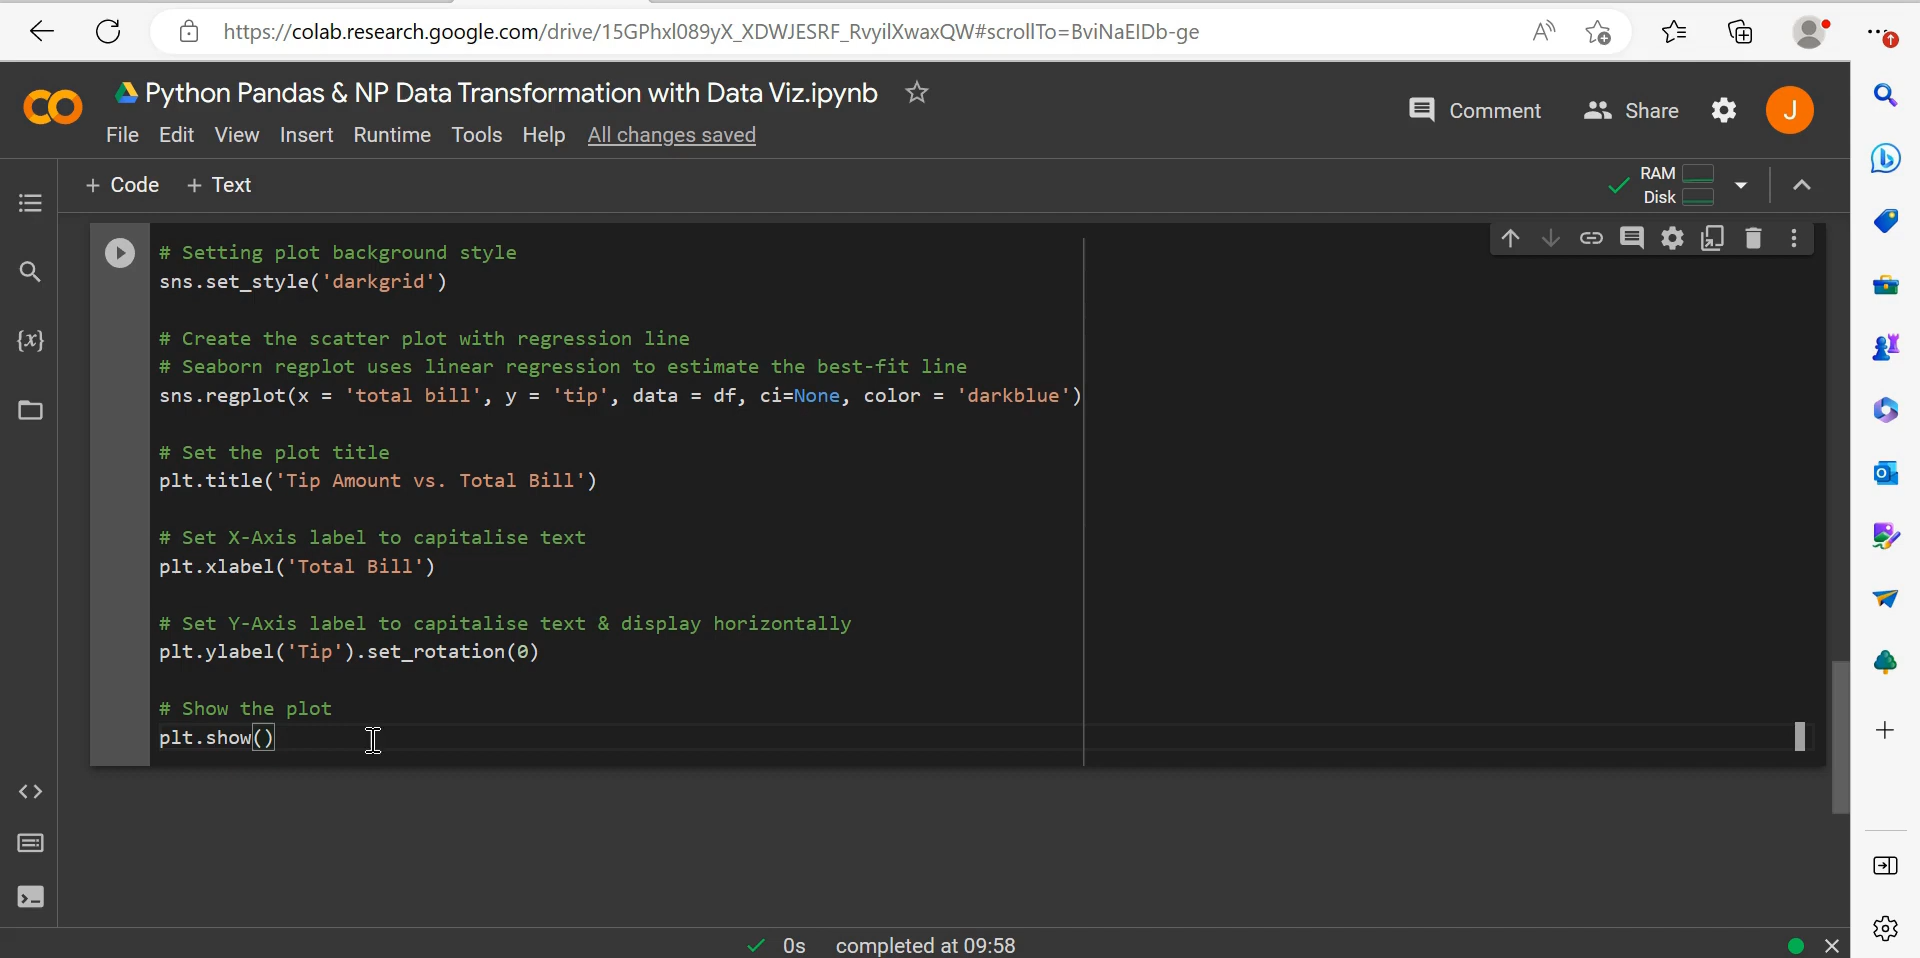 https://colab.research.google.com/drive/15GPhxl089yX_XDWJESRF_RvyilXwaxQW#scrollTo=BviNaEIDb-ge
Python Pandas & NP Data Transformation with Data Viz.ipynb
Comment Share J
File Edit View Insert Runtime Tools Help All changes saved
+ Code + Text
RAM
Disk
# Setting plot background style
sns.set_style('darkgrid')
# Create the scatter plot with regression line
# Seaborn regplot uses linear regression to estimate the best-fit line
sns.regplot(x = 'total bill', y = 'tip', data = df, ci=None, color = 'darkblue')
# Set the plot title
plt.title('Tip Amount vs. Total Bill')
# Set X-Axis label to capitalise text
plt.xlabel('Total Bill')
# Set Y-Axis label to capitalise text & display horizontally
plt.ylabel('Tip').set_rotation(0)
# Show the plot
plt.show()
0s completed at 09:58